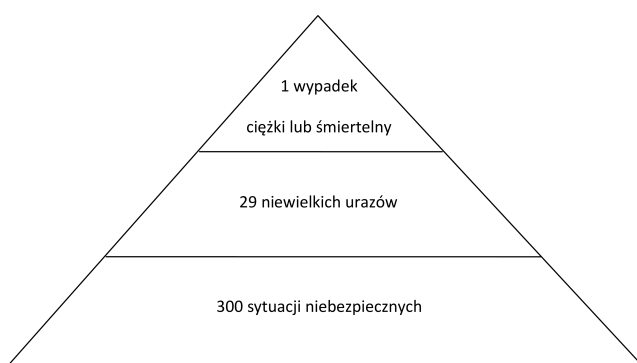 1 wypadek
ciężki lub śmiertelny
29 niewielkich urazów
300 sytuacji niebezpiecznych